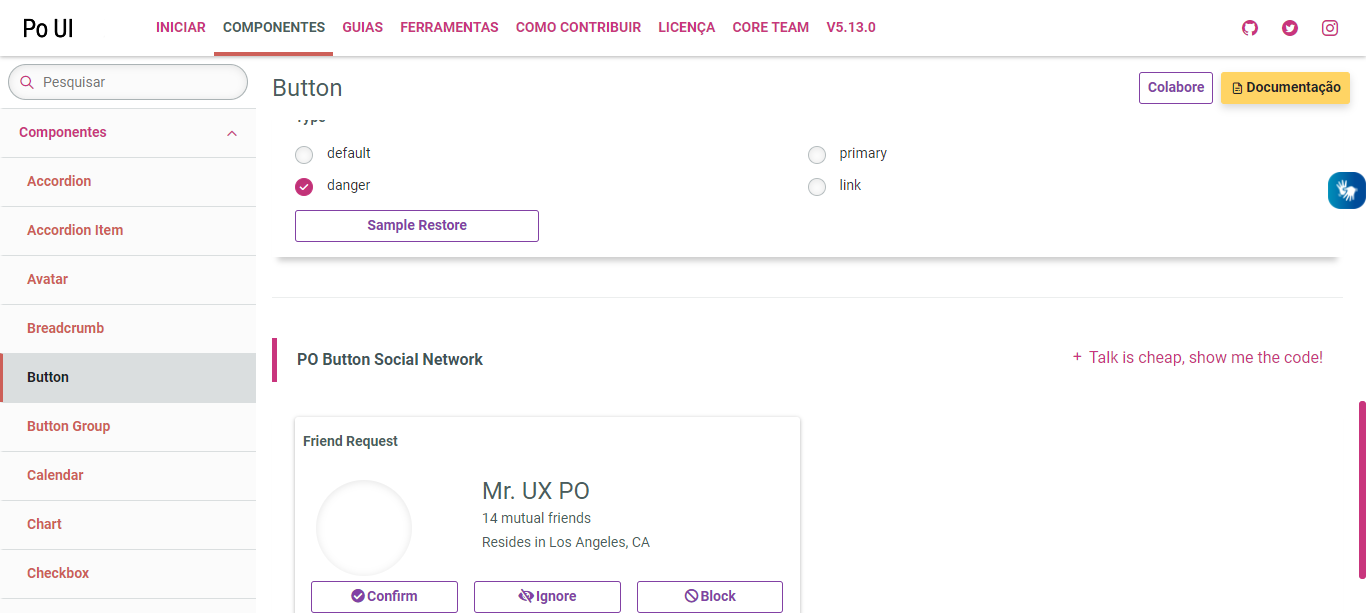 Po UI
INICIAR COMPONENTES GUIAS FERRAMENTAS COMO CONTRIBUIR LICENÇA CORE TEAM V5.13.0
Pesquisar
Componentes
Accordion
Accordion Item
Avatar
Breadcrumb
Button
Button Group
Calendar
Chart
Checkbox
Button
Colabore
Documentação
Type
default
primary
danger
link
Sample Restore
PO Button Social Network
+ Talk is cheap, show me the code!
Friend Request
Mr. UX PO
14 mutual friends
Resides in Los Angeles, CA
Confirm
Ignore
Block